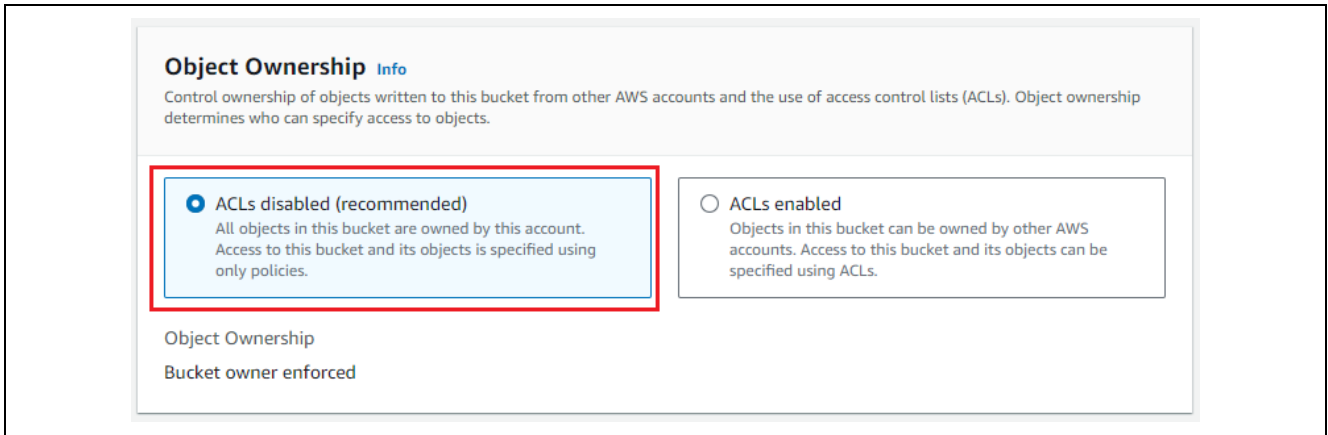 Object Ownership Info
Control ownership of objects written to this bucket from other AWS accounts and the use of access control lists (ACLs). Object ownership
determines who can specify access to objects.
ACLs disabled (recommended)
All objects in this bucket are owned by this account.
Access to this bucket and its objects is specified using
only policies.
ACLs enabled
Objects in this bucket can be owned by other AWS
accounts. Access to this bucket and its objects can be
specified using ACLs.
Object Ownership
Bucket owner enforced